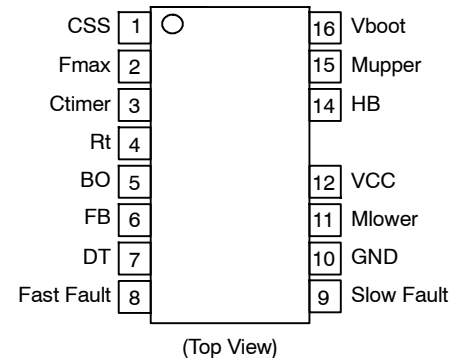 CSS 1 16 Vboot
Fmax 2 15 Mupper
Ctimer 3 14 HB
Rt 4
BO 5 12 VCC
FB 6 11 Mlower
DT 7 10 GND
Fast Fault 8 9 Slow Fault
(Top View)